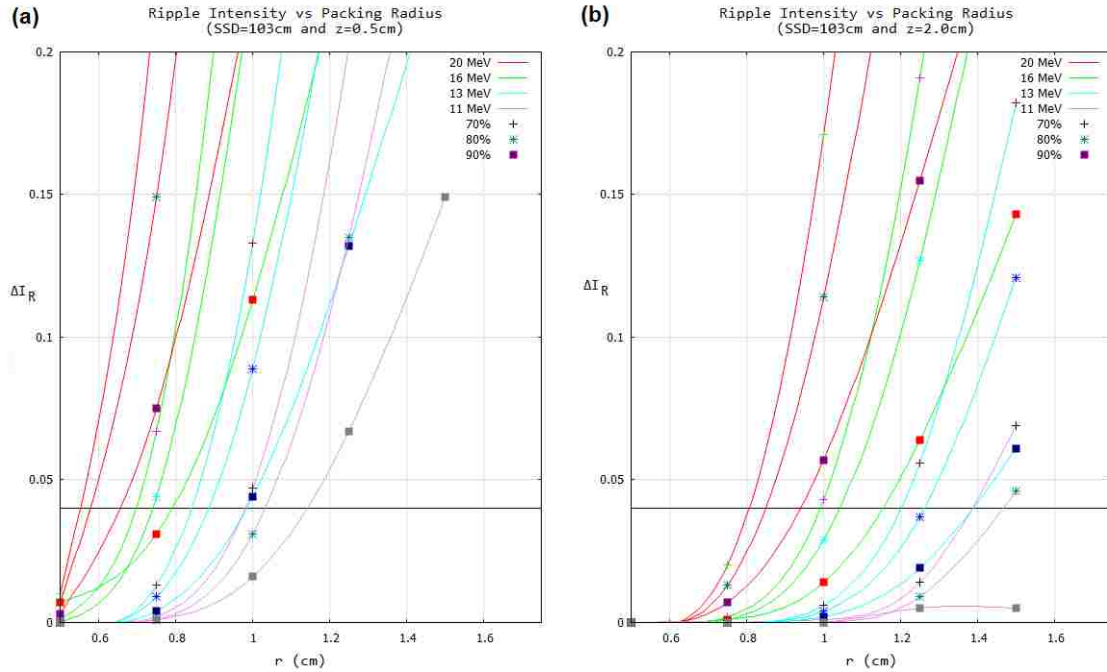 (a)
Ripple Intensity vs Packing Radius
(SSD=103cm and z=0.5cm)
0.2
0.15
0.1
0.05
0
ΔI_R
20 MeV
16 MeV
13 MeV
11 MeV
70%
80%
90%
0.6
0.8
1
1.2
1.4
1.6
r (cm)
(b)
Ripple Intensity vs Packing Radius
(SSD=103cm and z=2.0cm)
0.2
0.15
0.1
0.05
0
ΔI_R
20 MeV
16 MeV
13 MeV
11 MeV
70%
80%
90%
0.6
0.8
1
1.2
1.4
1.6
r (cm)